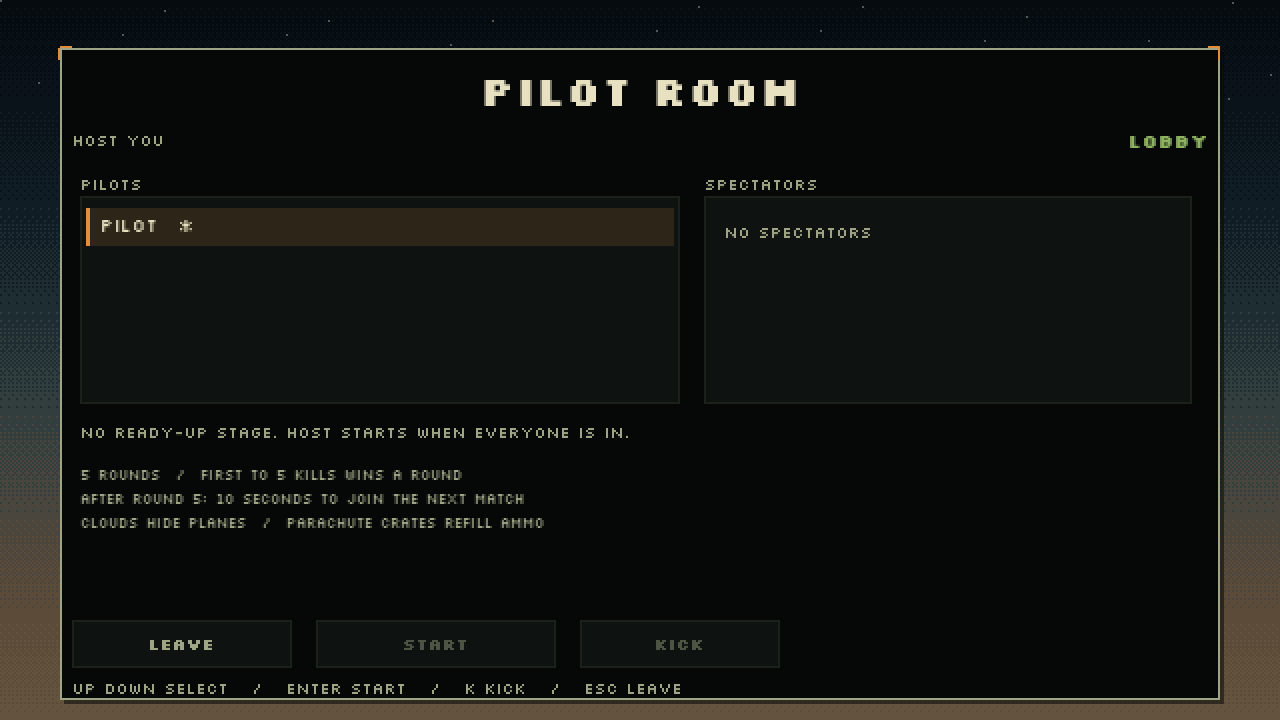 PILOT ROOM
HOST YOU
LOBBY
PILOTS
SPECTATORS
PILOT *
NO SPECTATORS
NO READY-UP STAGE. HOST STARTS WHEN EVERYONE IS IN.
5 ROUNDS / FIRST TO 5 KILLS WINS A ROUND
AFTER ROUND 5: 10 SECONDS TO JOIN THE NEXT MATCH
CLOUDS HIDE PLANES / PARACHUTE CRATES REFILL AMMO
LEAVE
START
KICK
UP DOWN SELECT / ENTER START / K KICK / ESC LEAVE